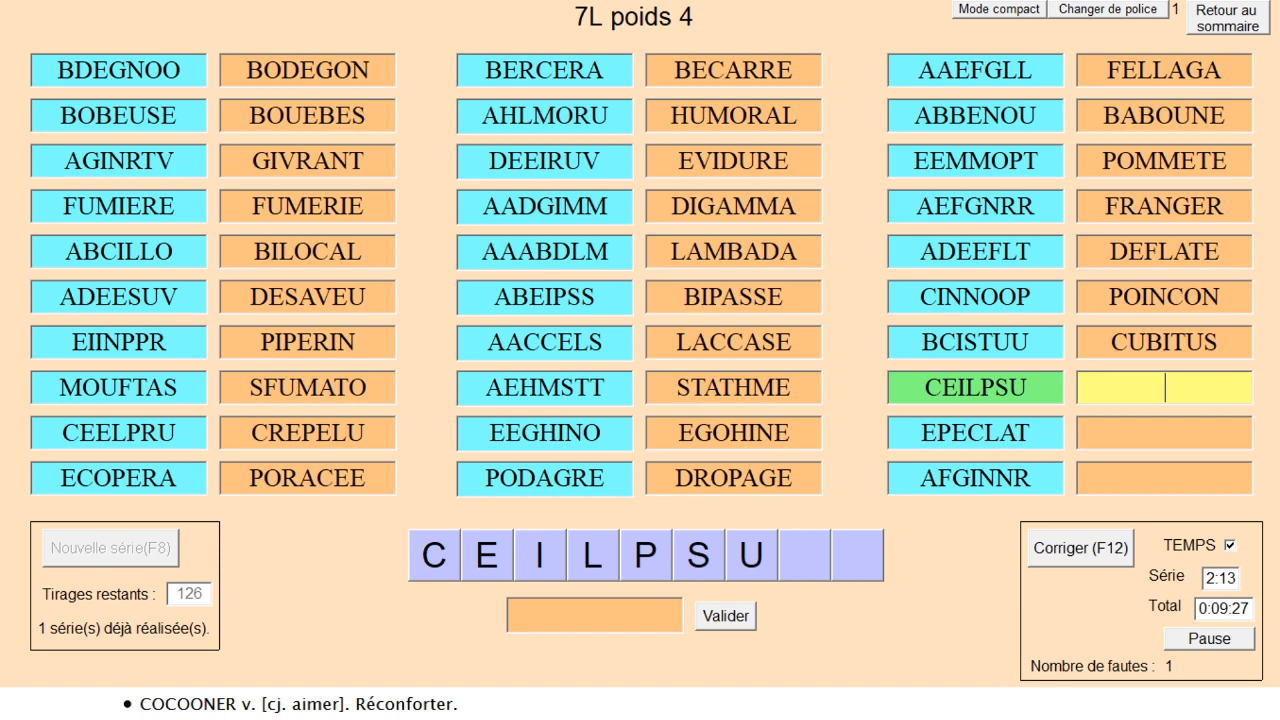 7L poids 4
Mode compact Changer de police 1 Retour au sommaire
BDEGNOO BODEGON BERCERA BECARRE AAEFGLL FELLAGA
BOBEUSE BOUEBES AHLMORU HUMORAL ABBENOU BABOUNE
AGINRTV GIVRANT DEEIRUV EVIDURE EEMMOPT POMMETE
FUMIERE FUMERIE AADGIMM DIGAMMA AEFGNRR FRANGER
ABCILLO BILOCAL AAABDLM LAMBADA ADEEFLT DEFLATE
ADEESUV DESAVEU ABEIPSS BIPASSE CINNOOP POINCON
EIINPPR PIPERIN AACCELS LACCASE BCISTUU CUBITUS
MOUFTAS SFUMATO AEHMSTT STATHME CEILPSU
CEELPRU CREPELU EEGHINO EGOHINE EPECLAT
ECOPERA PORACEE PODAGRE DROPAGE AFGINNR
Nouvelle série(F8)
Tirages restants : 126
1 série(s) déjà réalisée(s).
C E I L P S U
Valider
Corriger (F12) TEMPS
Série 2:13
Total 0:09:27
Pause
Nombre de fautes : 1
• COCOONER v. [cj. aimer]. Réconforter.